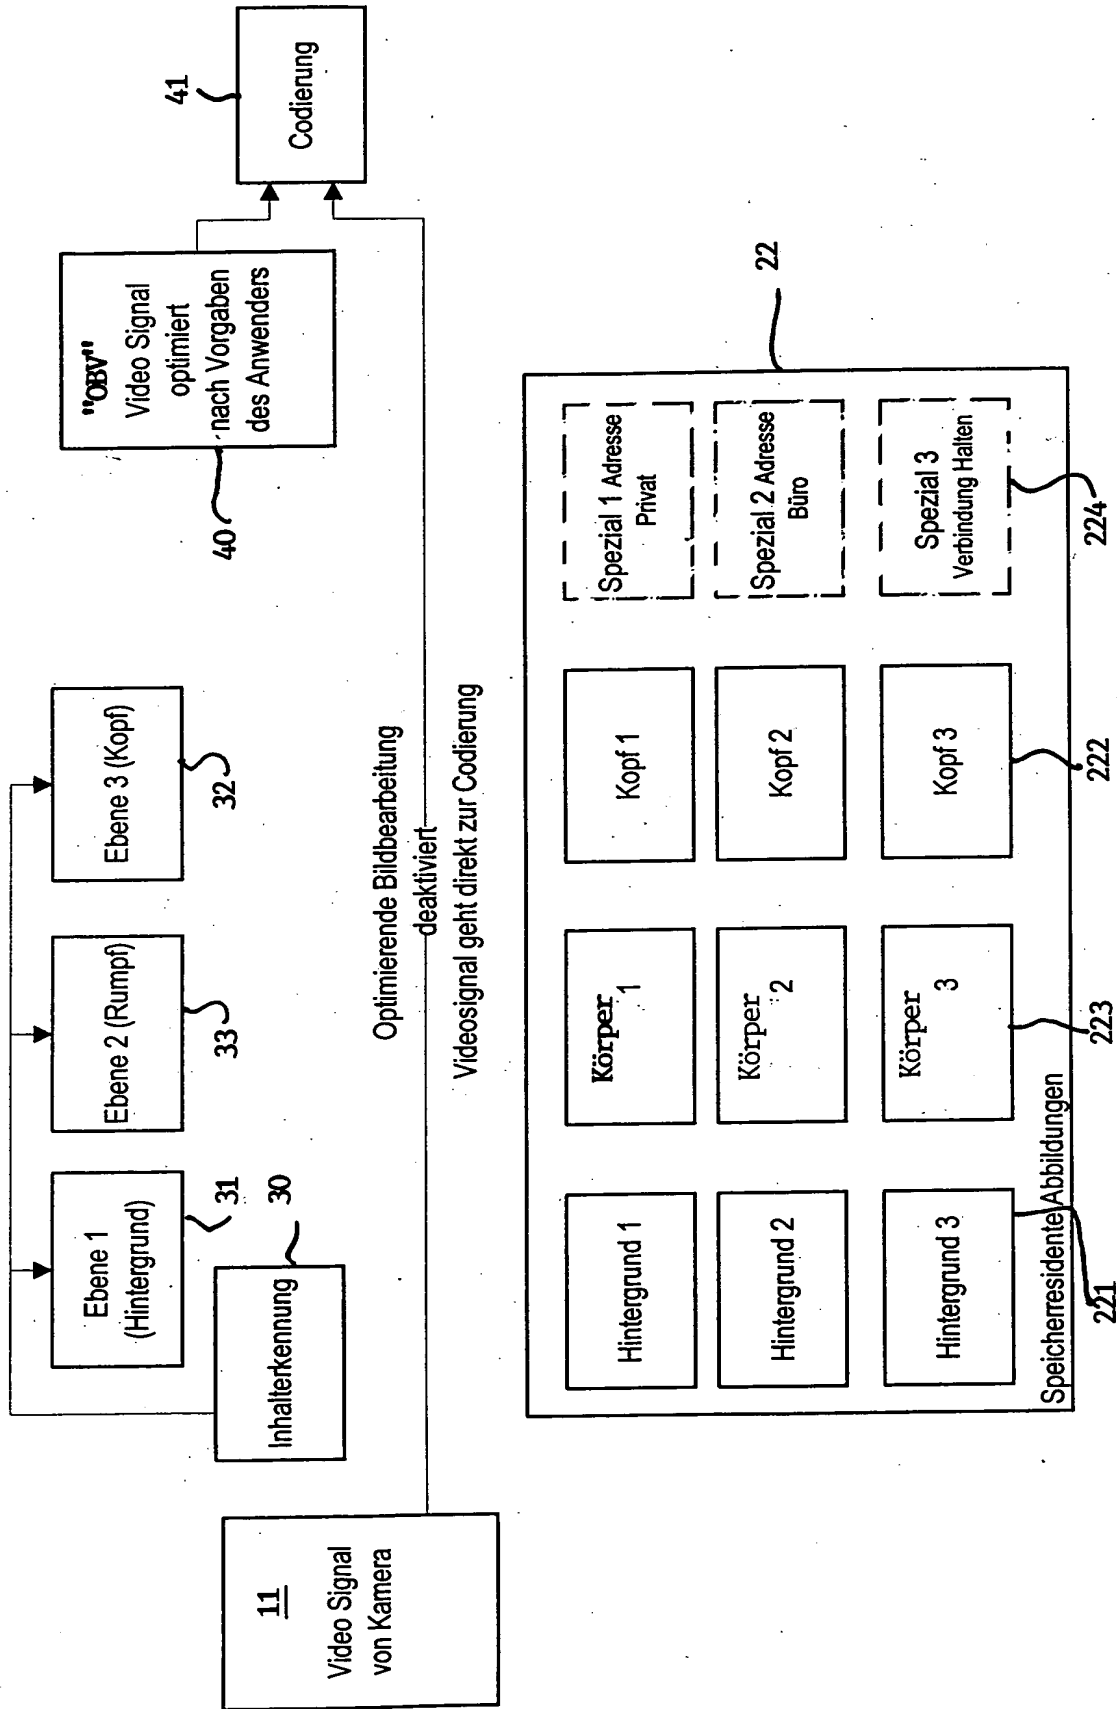 11
Video Signal
von Kamera
Inhalterkennung
30
Ebene 1
(Hintergrund)
31
Ebene 2 (Rumpf)
33
Ebene 3 (Kopf)
32
"OBV"
Video Signal
optimiert
nach Vorgaben
des Anwenders
40
Codierung
41
Optimierende Bildbearbeitung
deaktiviert
Videosignal geht direkt zur Codierung
22
Hintergrund 1
Körper
1
Kopf 1
Spezial 1 Adresse
Privat
Hintergrund 2
Körper
2
Kopf 2
Spezial 2 Adresse
Büro
Hintergrund 3
Körper
3
Kopf 3
Spezial 3
Verbindung Halten
Speicherresidente Abbildungen
221
223
222
224